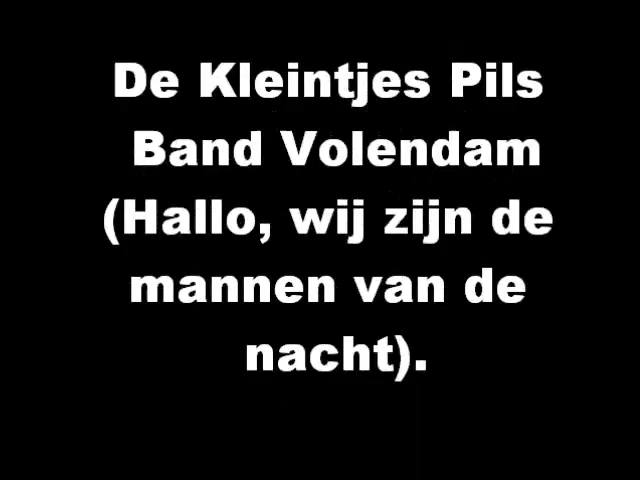 De Kleintjes Pils
Band Volendam
(Hallo, wij zijn de
mannen van de
nacht).